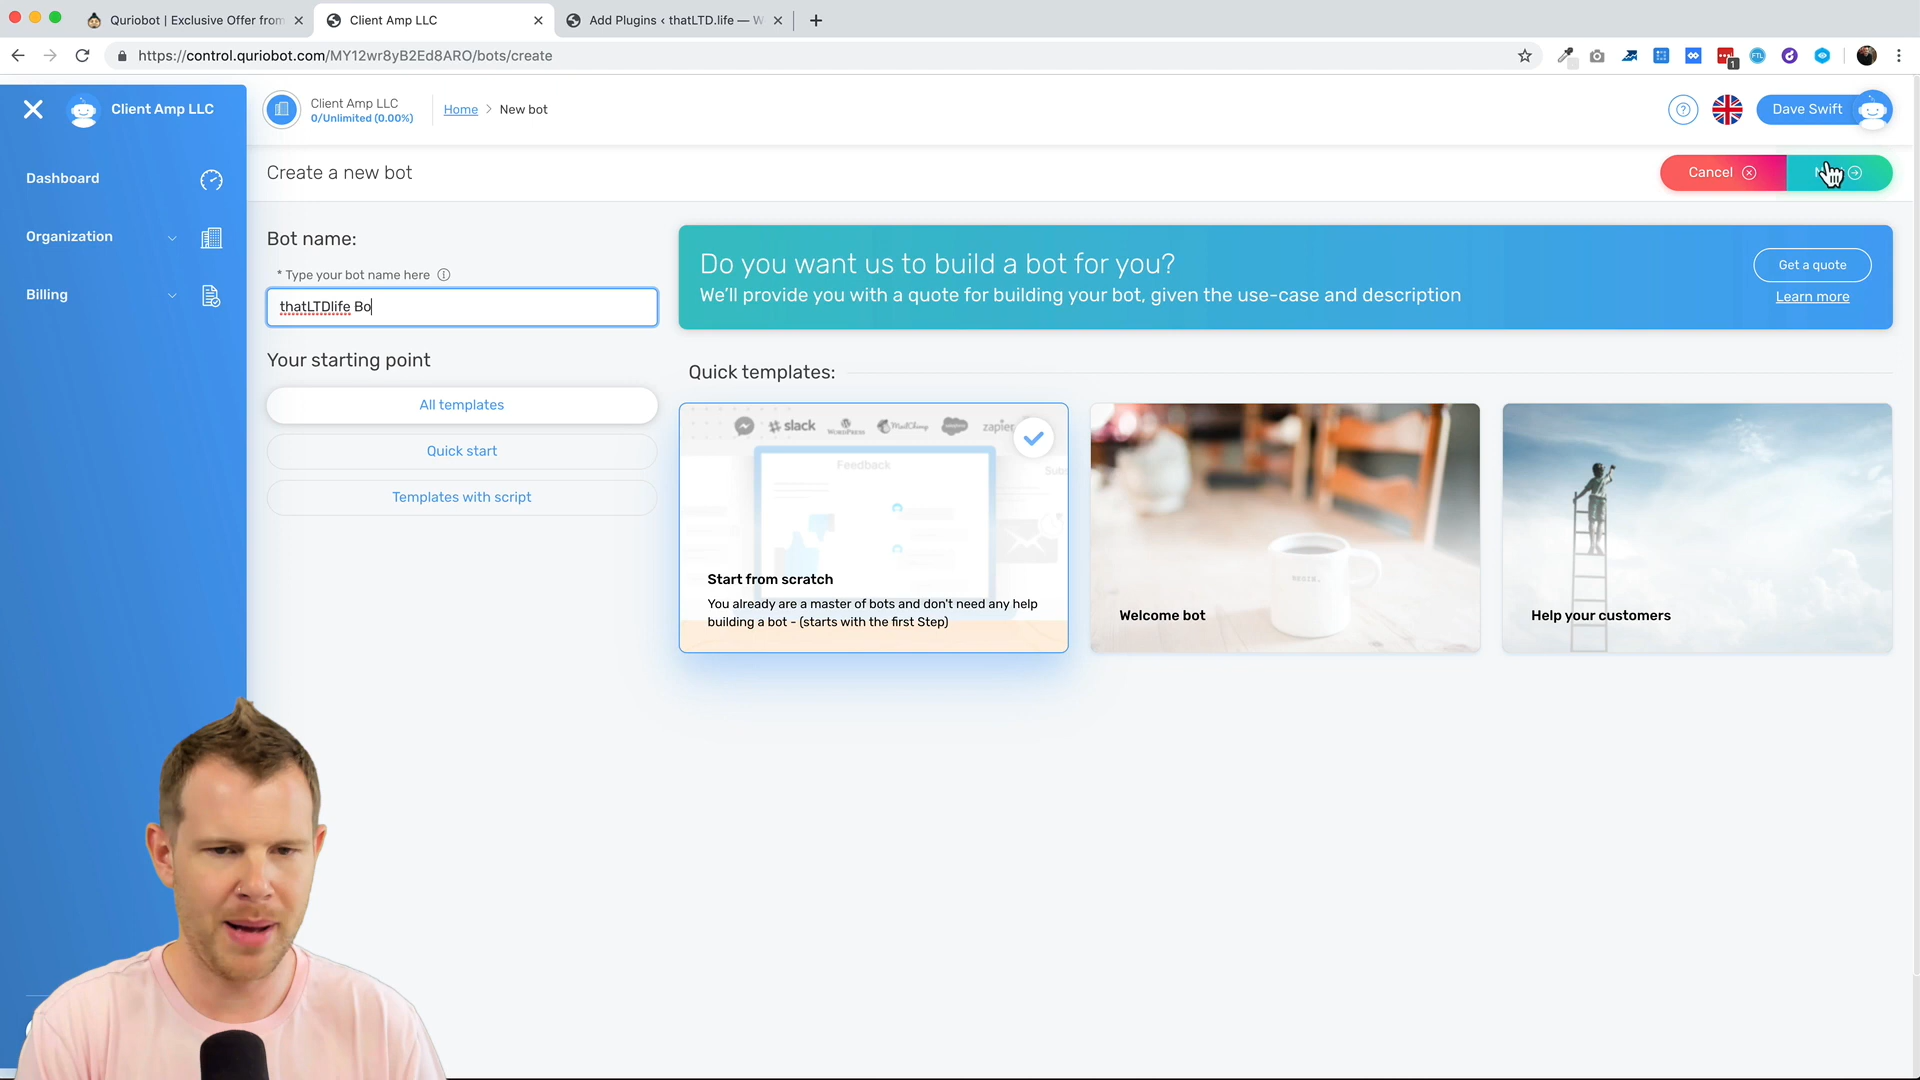 Quriobot | Exclusive Offer from
Client Amp LLC
Add Plugins ‹ thatLTD.life — W
https://control.quriobot.com/MY12wr8yB2Ed8ARO/bots/create
1
FTL
Client Amp LLC
Client Amp LLC
0/Unlimited (0.00%)
Home > New bot
Dave Swift
Dashboard
Organization
Billing
Create a new bot
Cancel
Bot name:
* Type your bot name here
thatLTDlife Bo
Your starting point
All templates
Quick start
Templates with script
Do you want us to build a bot for you?
We'll provide you with a quote for building your bot, given the use-case and description
Get a quote
Learn more
Quick templates:
slack
WORDPRESS
MailChimp
salesforce
zapier
Feedback
Subs
Start from scratch
You already are a master of bots and don't need any help
building a bot - (starts with the first Step)
BEGIN.
Welcome bot
Help your customers